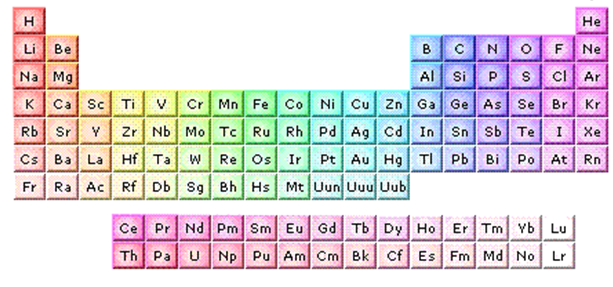 H He
Li Be B C N O F Ne
Na Mg Al Si P S Cl Ar
K Ca Sc Ti V Cr Mn Fe Co Ni Cu Zn Ga Ge As Se Br Kr
Rb Sr Y Zr Nb Mo Tc Ru Rh Pd Ag Cd In Sn Sb Te I Xe
Cs Ba La Hf Ta W Re Os Ir Pt Au Hg Tl Pb Bi Po At Rn
Fr Ra Ac Rf Db Sg Bh Hs Mt Uun Uuu Uub
Ce Pr Nd Pm Sm Eu Gd Tb Dy Ho Er Tm Yb Lu
Th Pa U Np Pu Am Cm Bk Cf Es Fm Md No Lr